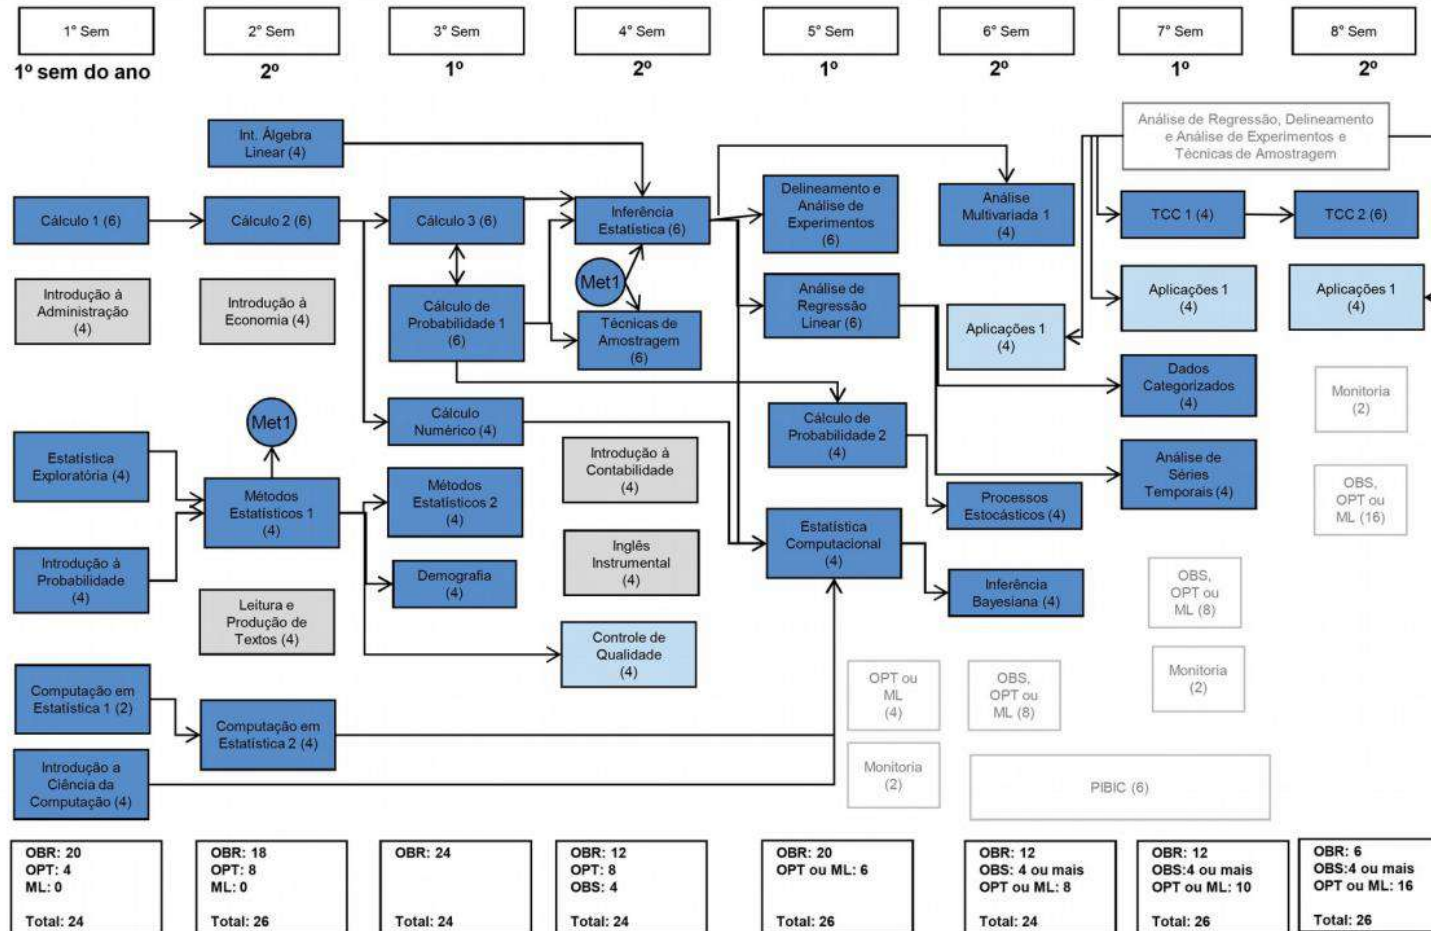 1° Sem
2° Sem
3° Sem
4° Sem
5° Sem
6° Sem
7° Sem
8° Sem
1º sem do ano
2º
1º
2º
1º
2º
1º
2º
Int. Álgebra
Linear (4)
Análise de Regressão, Delineamento
e Análise de Experimentos e
Técnicas de Amostragem
Cálculo 1 (6)
Cálculo 2 (6)
Cálculo 3 (6)
Inferência
Estatística (6)
Delineamento e
Análise de
Experimentos
(6)
Análise
Multivariada 1
(4)
TCC 1 (4)
TCC 2 (6)
Introdução à
Administração
(4)
Introdução à
Economia (4)
Cálculo de
Probabilidade 1
(6)
Met1
Técnicas de
Amostragem
(6)
Análise de
Regressão
Linear (6)
Aplicações 1
(4)
Aplicações 1
(4)
Aplicações 1
(4)
Dados
Categorizados
(4)
Monitoria
(2)
Met1
Cálculo
Numérico (4)
Cálculo de
Probabilidade 2
(4)
Estatística
Exploratória (4)
Métodos
Estatísticos 1
(4)
Métodos
Estatísticos 2
(4)
Introdução à
Contabilidade
(4)
Análise de
Séries
Temporais (4)
OBS,
OPT ou
ML (16)
Processos
Estocásticos (4)
Estatística
Computacional
(4)
Introdução à
Probabilidade
(4)
Demografia
(4)
Inglês
Instrumental
(4)
Inferência
Bayesiana (4)
OBS,
OPT ou
ML (8)
Leitura e
Produção de
Textos (4)
Controle de
Qualidade
(4)
Computação em
Estatística 1 (2)
Computação em
Estatística 2 (4)
OPT ou
ML
(4)
OBS,
OPT ou
ML (8)
Monitoria
(2)
Introdução a
Ciência da
Computação (4)
Monitoria
(2)
PIBIC (6)
OBR: 20
OPT: 4
ML: 0
Total: 24
OBR: 18
OPT: 8
ML: 0
Total: 26
OBR: 24
Total: 24
OBR: 12
OPT: 8
OBS: 4
Total: 24
OBR: 20
OPT ou ML: 6
Total: 26
OBR: 12
OBS: 4 ou mais
OPT ou ML: 8
Total: 24
OBR: 12
OBS:4 ou mais
OPT ou ML: 10
Total: 26
OBR: 6
OBS:4 ou mais
OPT ou ML: 16
Total: 26